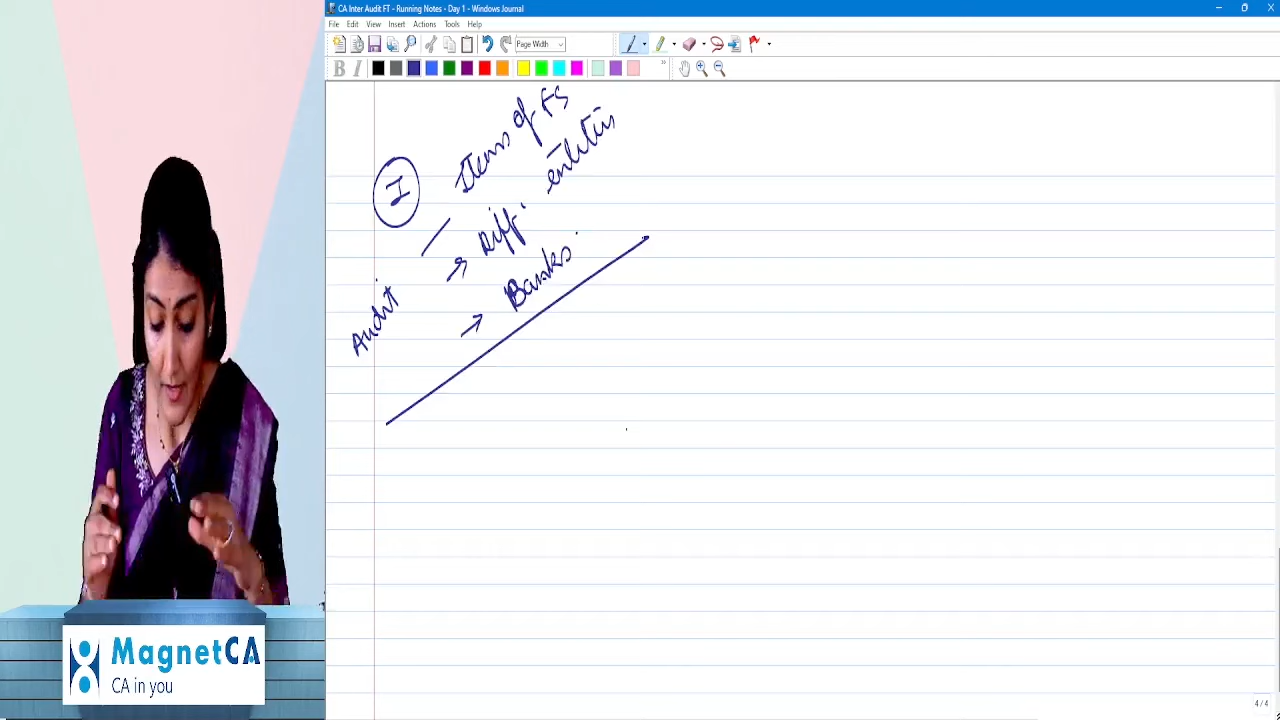 CA Inter Audit FT - Running Notes - Day 1 - Windows Journal
File Edit View Insert Actions Tools Help
Page Width
B I
I
Audit - Items of FS
→ Diff. entities
→ Banks.
MagnetCA
CA in you
4 / 4